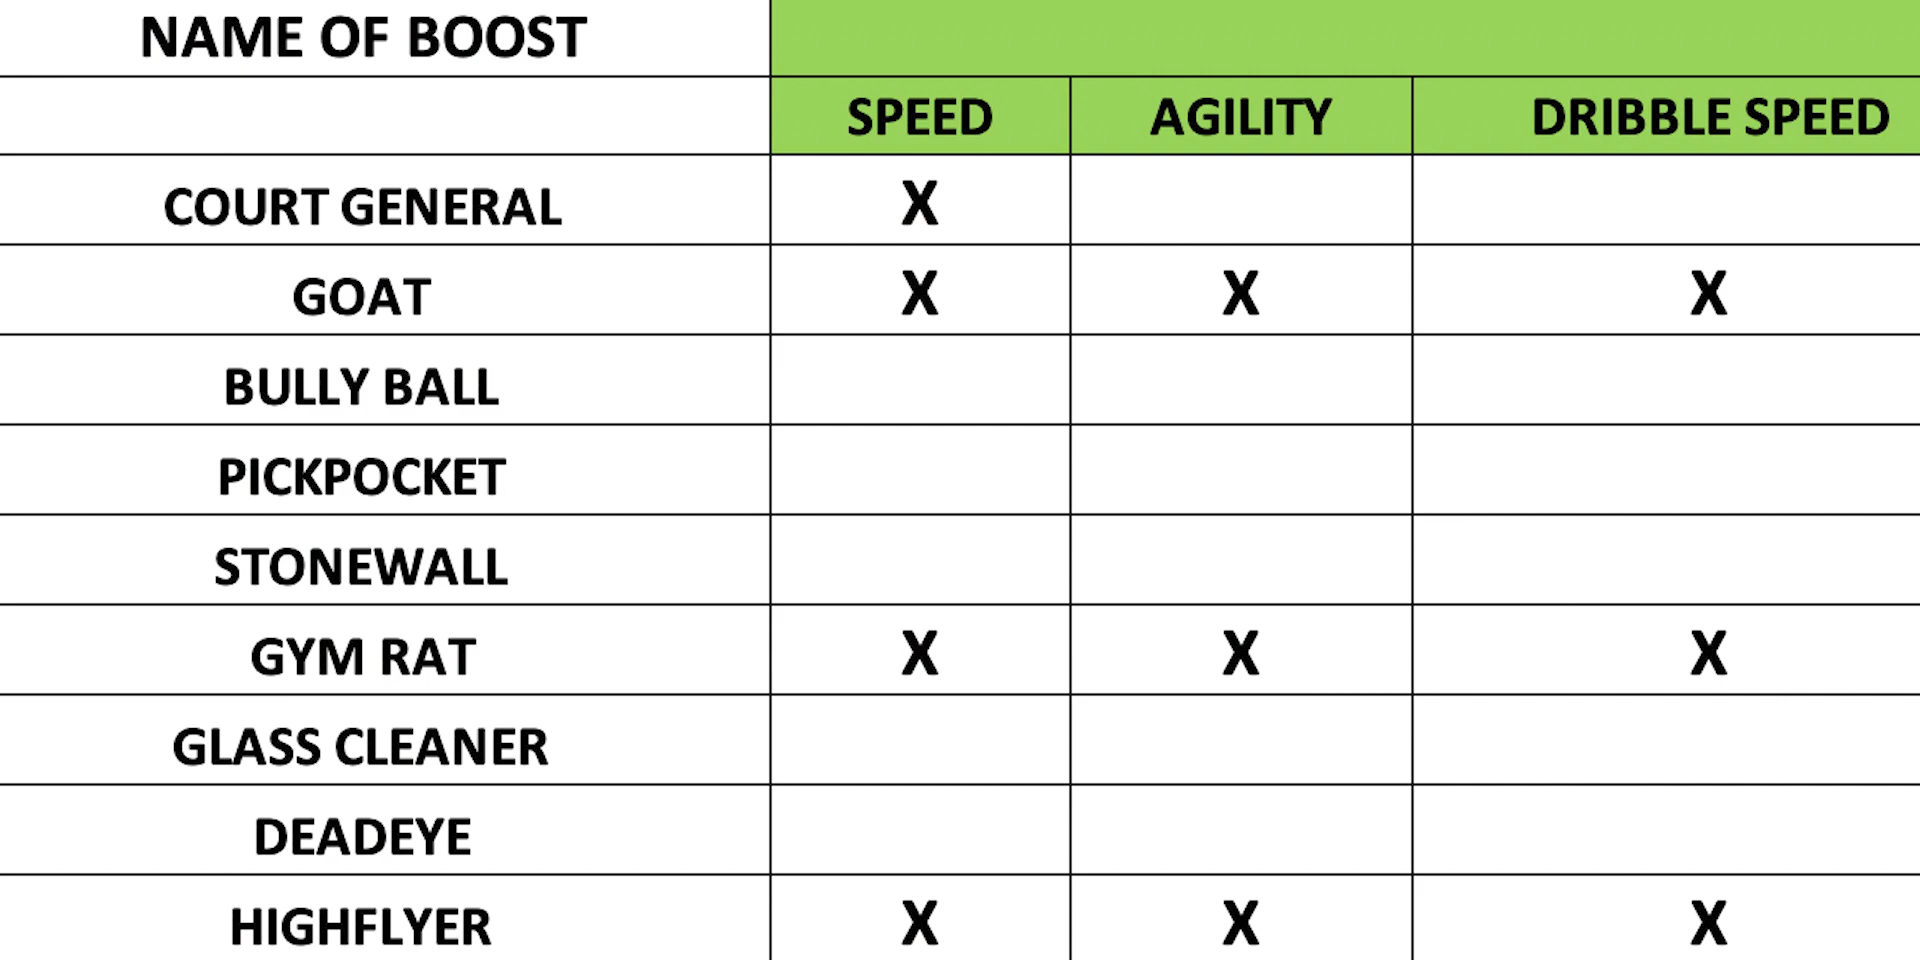 NAME OF BOOST
SPEED AGILITY DRIBBLE SPEED
COURT GENERAL X
GOAT X X X
BULLY BALL
PICKPOCKET
STONEWALL
GYM RAT X X X
GLASS CLEANER
DEADEYE
HIGHFLYER X X X